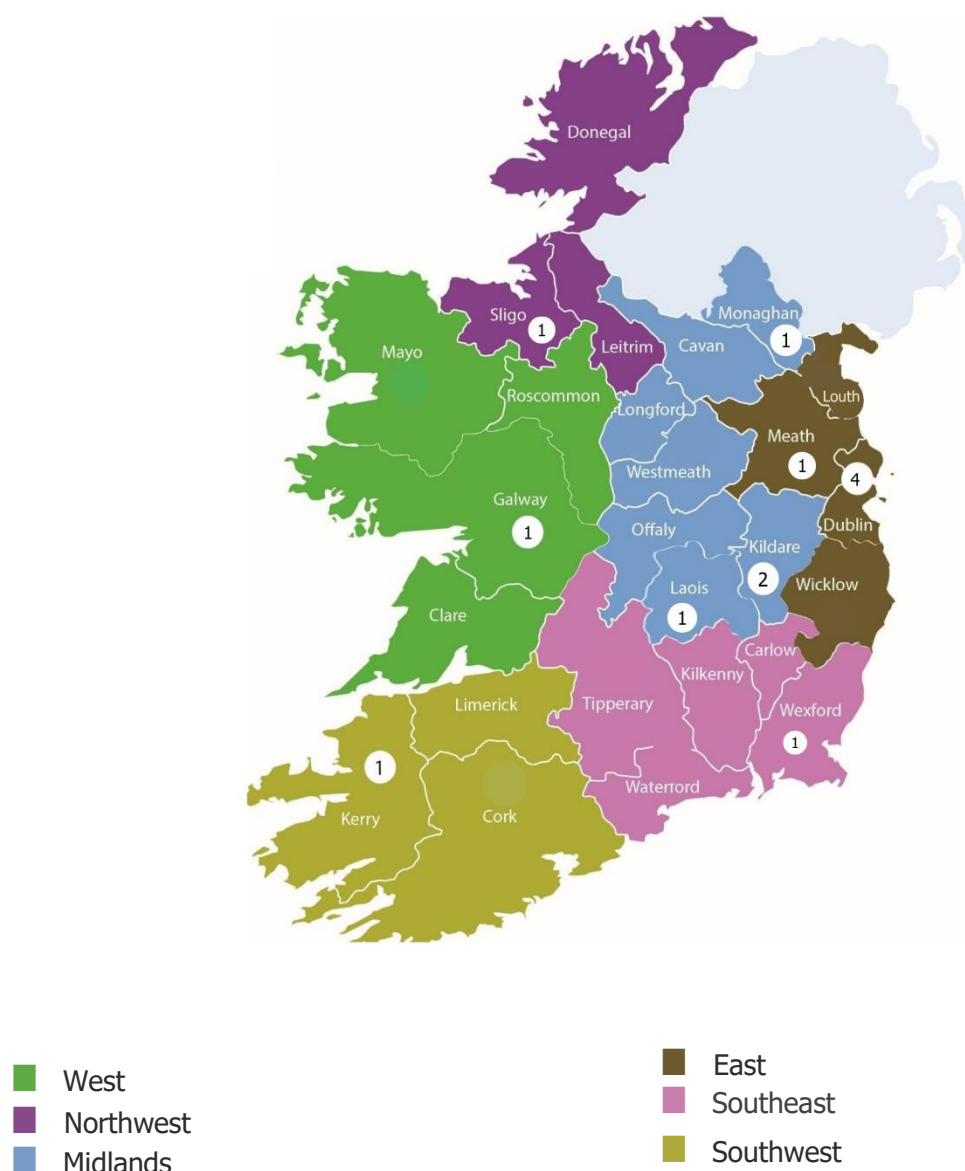 Donegal
Monaghan
Sligo
1
1
Leitrim
Cavan
Mayo
Roscommon
Louth
Longford
Meath
Westmeath
1
4
Galway
1
Offaly
Kildare
Dublin
2
Wicklow
Laois
1
Clare
Carlow
Kilkenny
Limerick
Tipperary
Wexford
1
1
Waterrord
Kerry
Cork
West
Northwest
Midlands
East
Southeast
Southwest